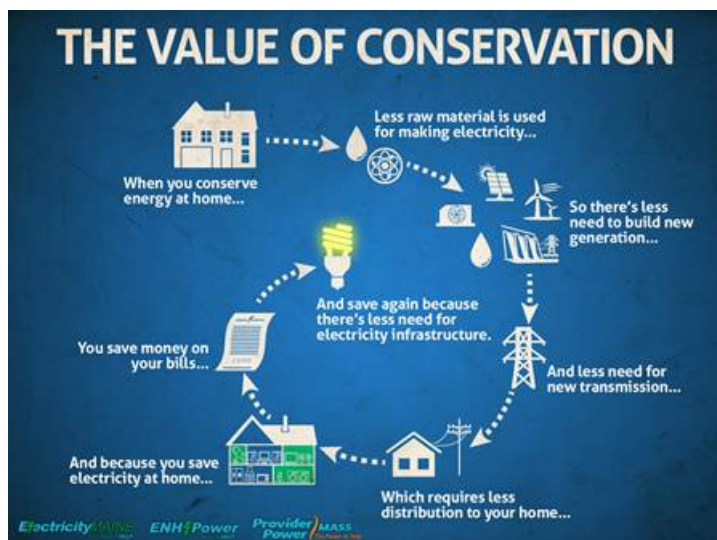 THE VALUE OF CONSERVATION
When you conserve
energy at home...
Less raw material is used
for making electricity...
So there's less
need to build new
generation...
And less need for
new transmission...
Which requires less
distribution to your home...
And because you save
electricity at home...
You save money on
your bills...
And save again because
there's less need for
electricity infrastructure.
ElectricityMAINE
ENH Power
Provider
Power MASS